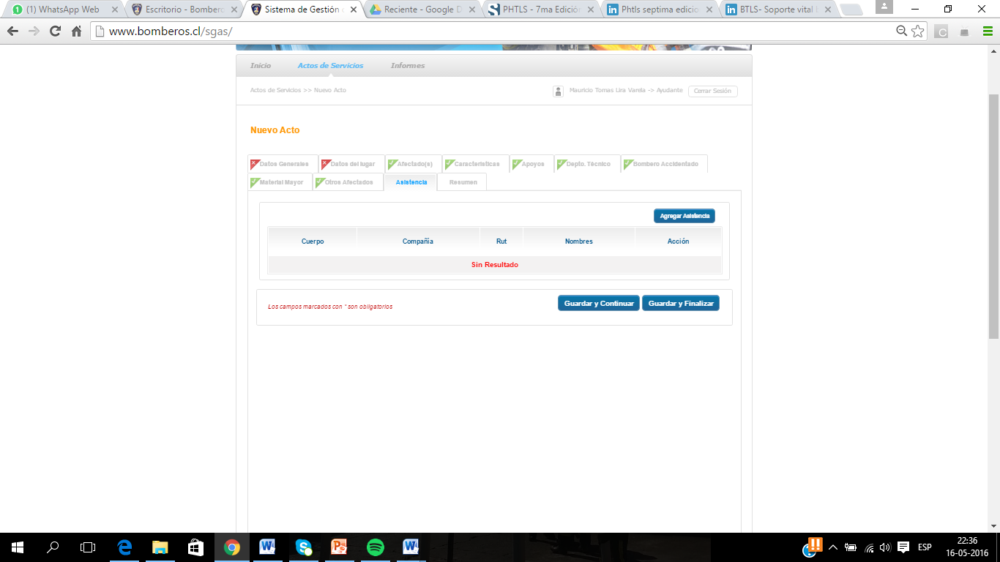 (1) WhatsApp Web
Escritorio - Bombero
Sistema de Gestión d
Reciente - Google D
PHTLS - 7ma Edición
Phtls septima edicio
BTLS- Soporte vital
www.bomberos.cl/sgas/
Inicio Actos de Servicios Informes
Actos de Servicios >> Nuevo Acto
Mauricio Tomas Lira Varela -> Ayudante Cerrar Sesión
Nuevo Acto
Datos Generales Datos del lugar Afectado(s) Características Apoyos Depto. Técnico Bombero Accidentado
Material Mayor Otros Afectados Asistencia Resumen
Agregar Asistencia
Cuerpo Compañía Rut Nombres Acción
Sin Resultado
Los campos marcados con * son obligatorios
Guardar y Continuar Guardar y Finalizar
ESP
22:36
16-05-2016